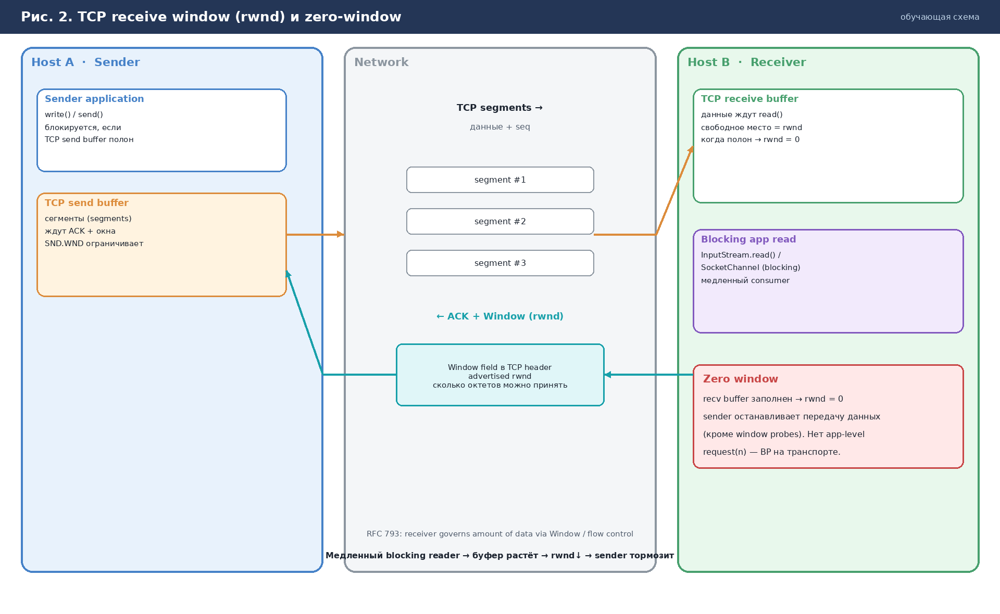 Рис. 2. TCP receive window (rwnd) и zero-window
обучающая схема
Host A · Sender
Sender application
write() / send()
блокируется, если
TCP send buffer полон
TCP send buffer
сегменты (segments)
ждут ACK + окна
SND.WND ограничивает
Network
TCP segments →
данные + seq
segment #1
segment #2
segment #3
← ACK + Window (rwnd)
Window field в TCP header
advertised rwnd
сколько октетов можно принять
RFC 793: receiver governs amount of data via Window / flow control
Медленный blocking reader → буфер растёт → rwnd↓ → sender тормозит
Host B · Receiver
TCP receive buffer
данные ждут read()
свободное место = rwnd
когда полон → rwnd = 0
Blocking app read
InputStream.read() /
SocketChannel (blocking)
медленный consumer
Zero window
recv buffer заполнен → rwnd = 0
sender останавливает передачу данных
(кроме window probes). Нет app-level
request(n) — BP на транспорте.